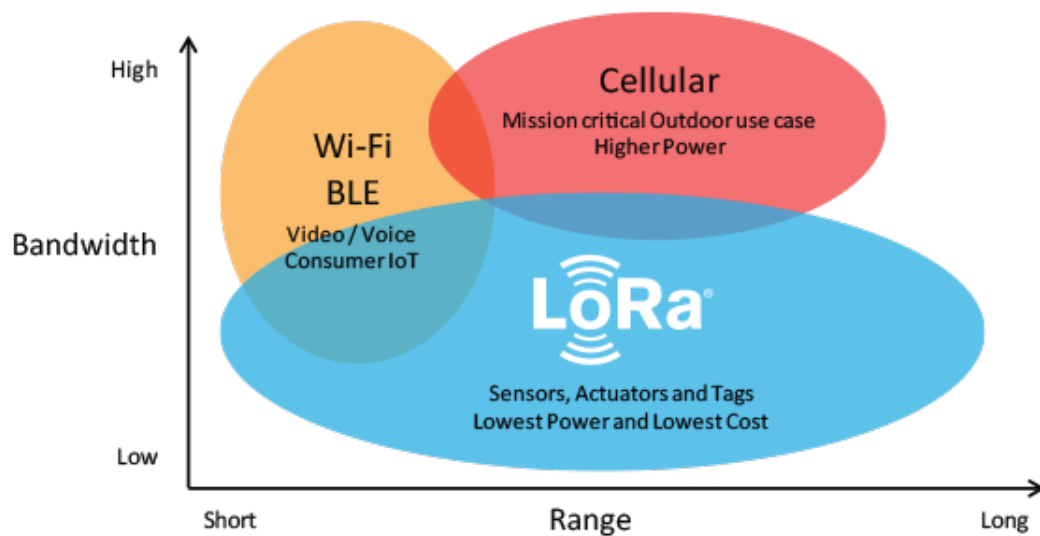 High
Cellular
Mission critical Outdoor use case
Higher Power
Wi-Fi
BLE
Video / Voice
Consumer IoT
Bandwidth
LoRa®
Sensors, Actuators and Tags
Lowest Power and Lowest Cost
Low
Short
Range
Long